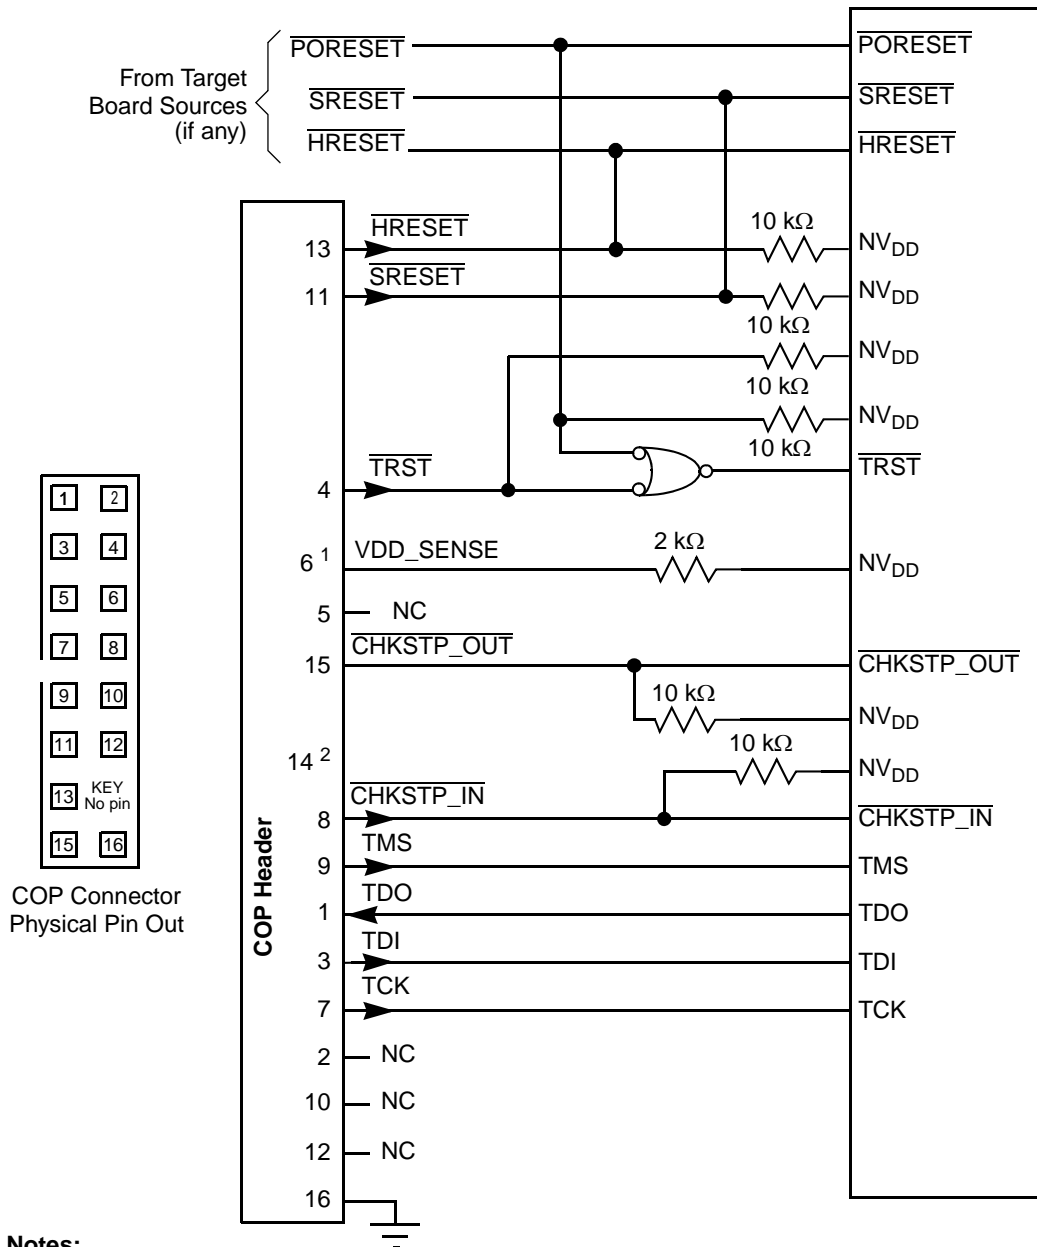 From Target
Board Sources
(if any)
PORESET
SRESET
HRESET
PORESET
SRESET
HRESET
13
HRESET
10 kΩ
NVDD
11
SRESET
10 kΩ
NVDD
10 kΩ
NVDD
10 kΩ
NVDD
4
TRST
TRST
6 1
VDD_SENSE
2 kΩ
NVDD
5
NC
15
CHKSTP_OUT
CHKSTP_OUT
10 kΩ
NVDD
14 2
10 kΩ
NVDD
8
CHKSTP_IN
CHKSTP_IN
9
TMS
TMS
1
TDO
TDO
3
TDI
TDI
7
TCK
TCK
2
NC
10
NC
12
NC
16
COP Header
1 2
3 4
5 6
7 8
9 10
11 12
13 KEY
No pin
15 16
COP Connector
Physical Pin Out
Notes: